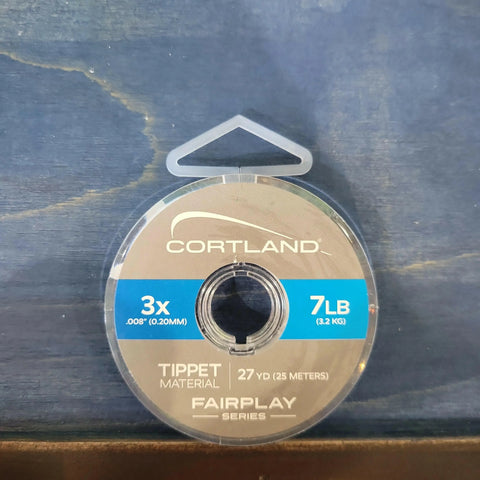 CORTLAND®
3X
.008" (0.20MM)
7LB
(3.2 KG)
TIPPET
MATERIAL
27 YD (25 METERS)
FAIRPLAY
SERIES